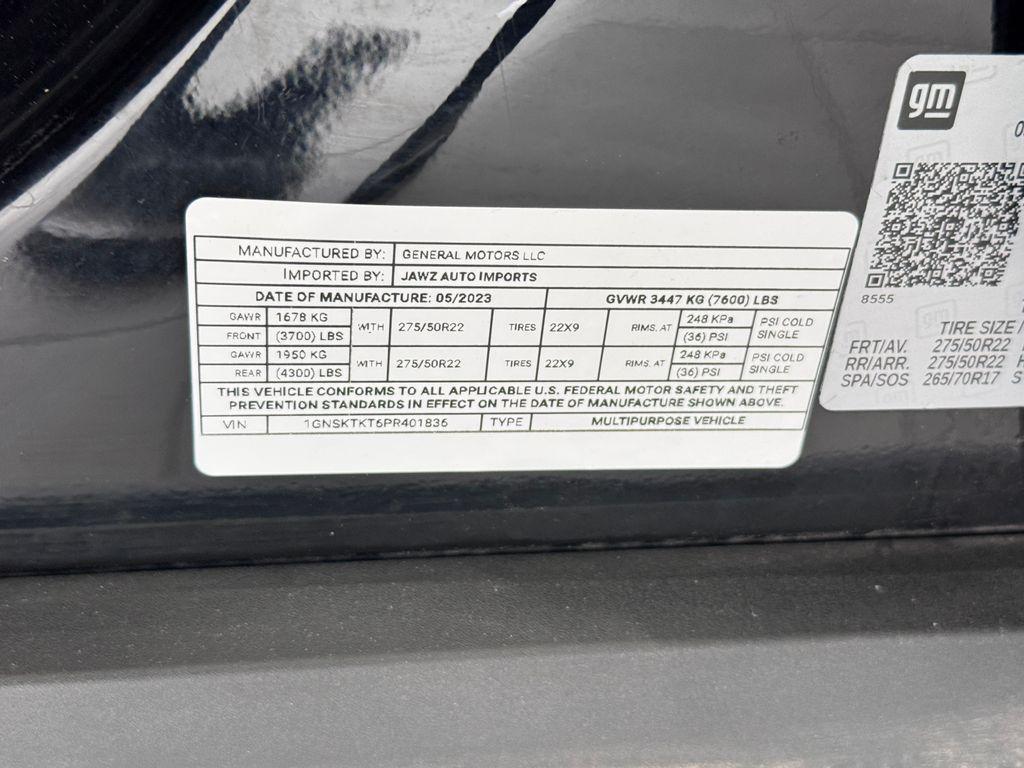 MANUFACTURED BY: GENERAL MOTORS LLC
IMPORTED BY: JAWZ AUTO IMPORTS
DATE OF MANUFACTURE: 05/2023 GVWR 3447 KG (7600) LBS
GAWR 1678 KG WITH 275/50R22 TIRES 22X9 RIMS. AT 248 KPa PSI COLD
FRONT (3700) LBS (36) PSI SINGLE
GAWR 1950 KG WITH 275/50R22 TIRES 22X9 RIMS. AT 248 KPa PSI COLD
REAR (4300) LBS (36) PSI SINGLE
THIS VEHICLE CONFORMS TO ALL APPLICABLE U.S. FEDERAL MOTOR SAFETY AND THEFT
PREVENTION STANDARDS IN EFFECT ON THE DATE OF MANUFACTURE SHOWN ABOVE.
VIN 1GNSKTKT6PR401836 TYPE MULTIPURPOSE VEHICLE
gm
8555
TIRE SIZE /
FRT/AV. 275/50R22
RR/ARR. 275/50R22
SPA/SOS 265/70R17